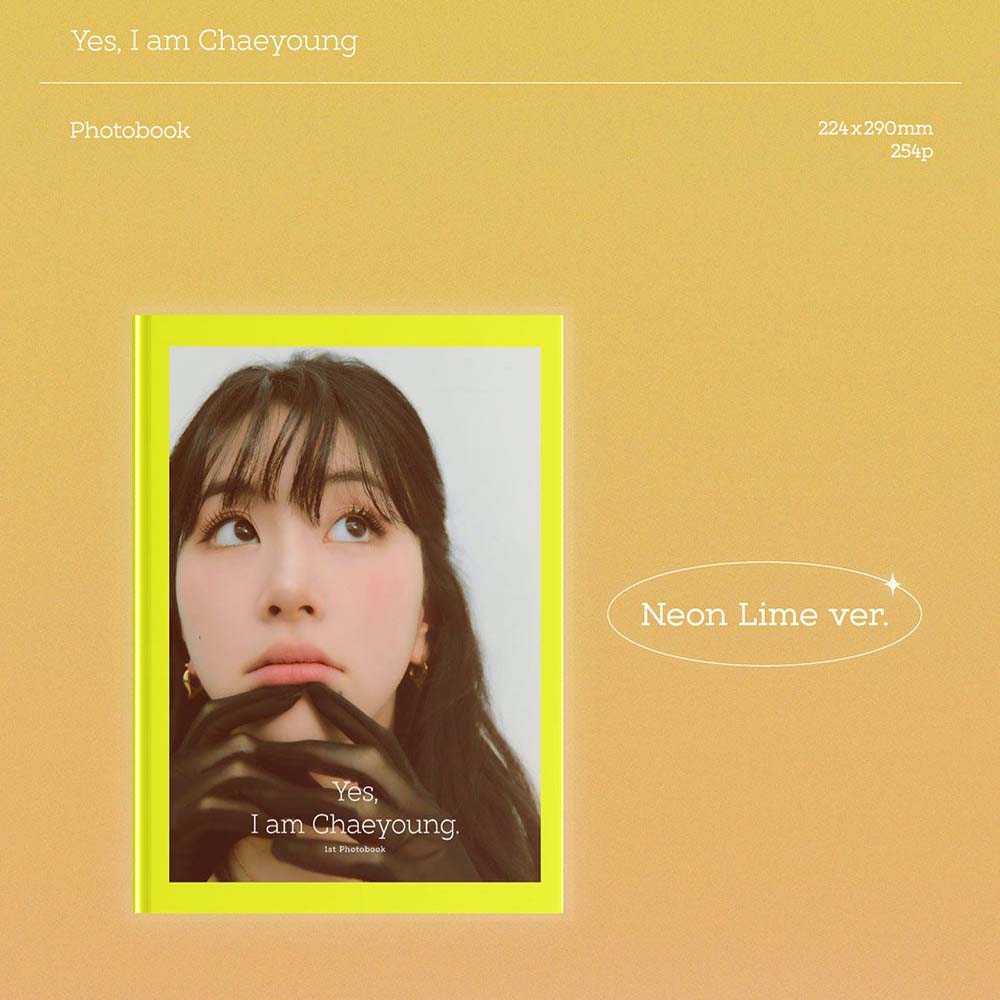 Yes, I am Chaeyoung
Photobook
224x290mm
254p
Neon Lime ver.
Yes,
I am Chaeyoung.
1st Photobook